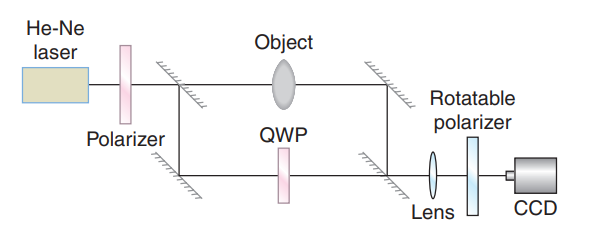 He-Ne
laser
Object
Rotatable
polarizer
Polarizer
QWP
Lens
CCD